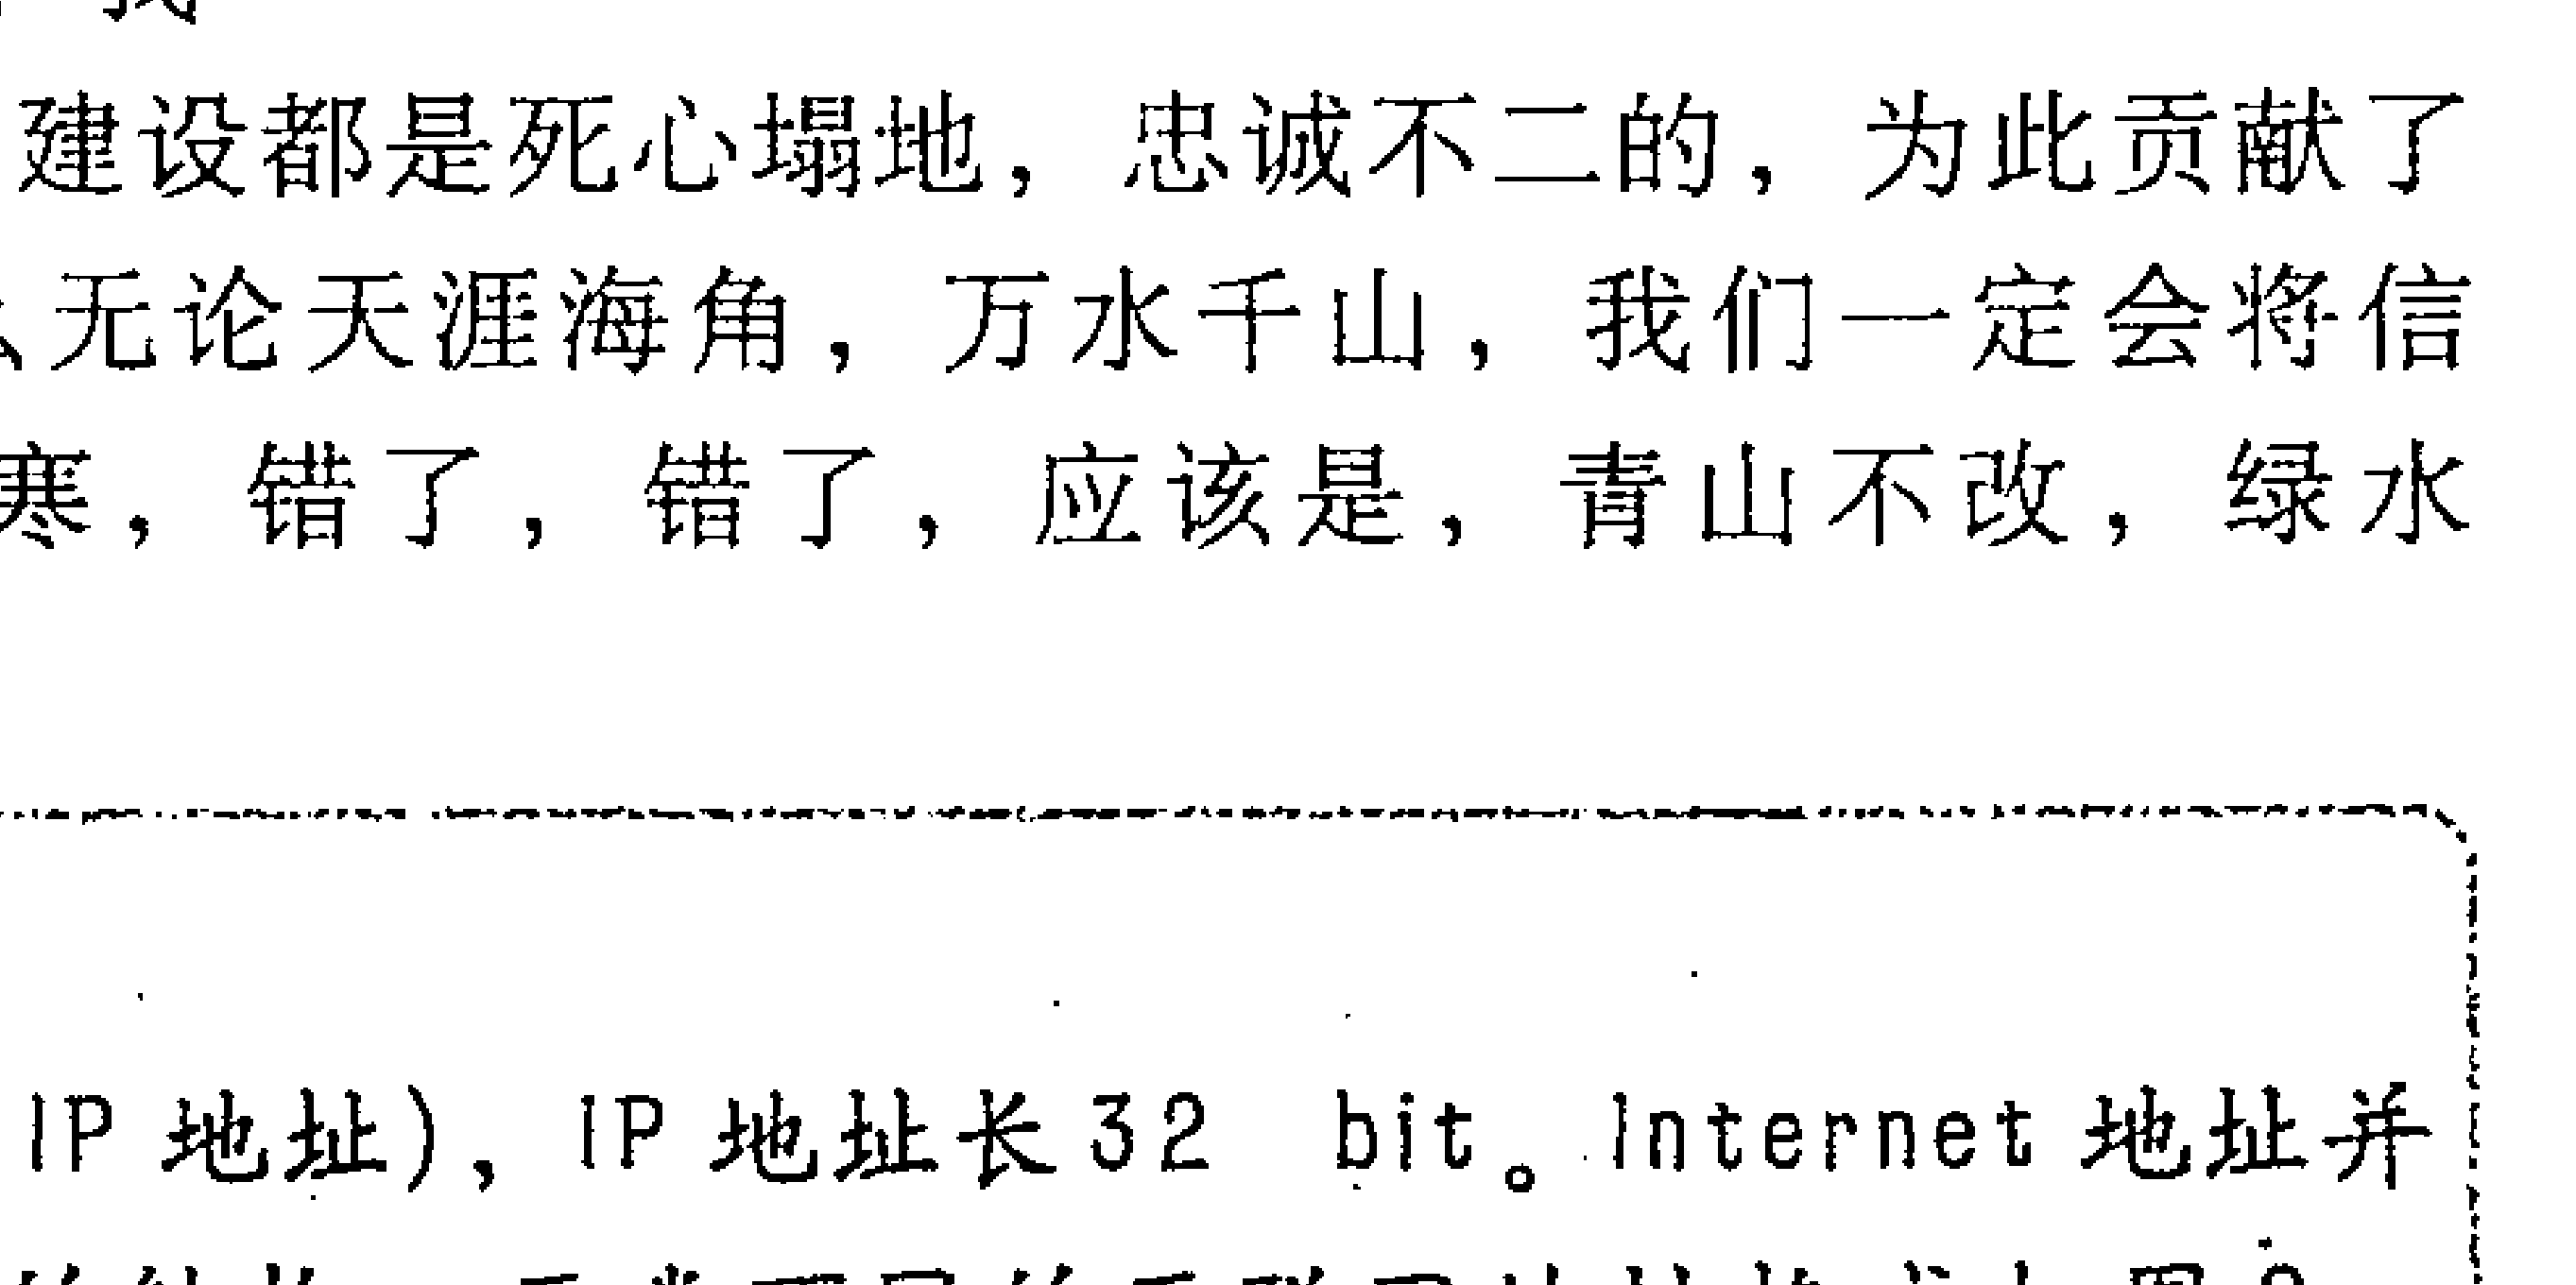 建设都是死心塌地，忠诚不二的，为此贡献了
无论天涯海角，万水千山，我们一定会将信
寒，错了，错了，应该是，青山不改，绿水
IP 地址)，IP 地址长32 bit。Internet 地址并